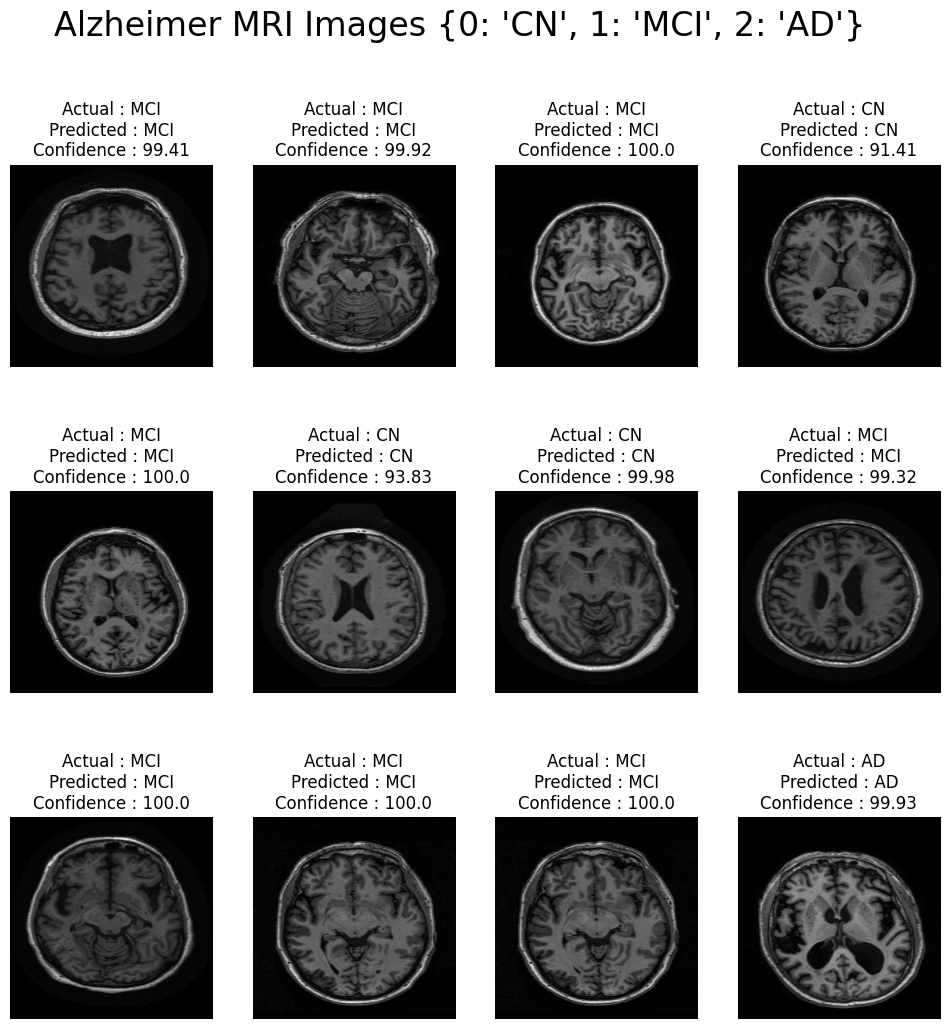 Alzheimer MRI Images {0: 'CN', 1: 'MCI', 2: 'AD'}
Actual : MCI
Predicted : MCI
Confidence : 99.41
Actual : MCI
Predicted : MCI
Confidence : 99.92
Actual : MCI
Predicted : MCI
Confidence : 100.0
Actual : CN
Predicted : CN
Confidence : 91.41
Actual : MCI
Predicted : MCI
Confidence : 100.0
Actual : CN
Predicted : CN
Confidence : 93.83
Actual : CN
Predicted : CN
Confidence : 99.98
Actual : MCI
Predicted : MCI
Confidence : 99.32
Actual : MCI
Predicted : MCI
Confidence : 100.0
Actual : MCI
Predicted : MCI
Confidence : 100.0
Actual : MCI
Predicted : MCI
Confidence : 100.0
Actual : AD
Predicted : AD
Confidence : 99.93